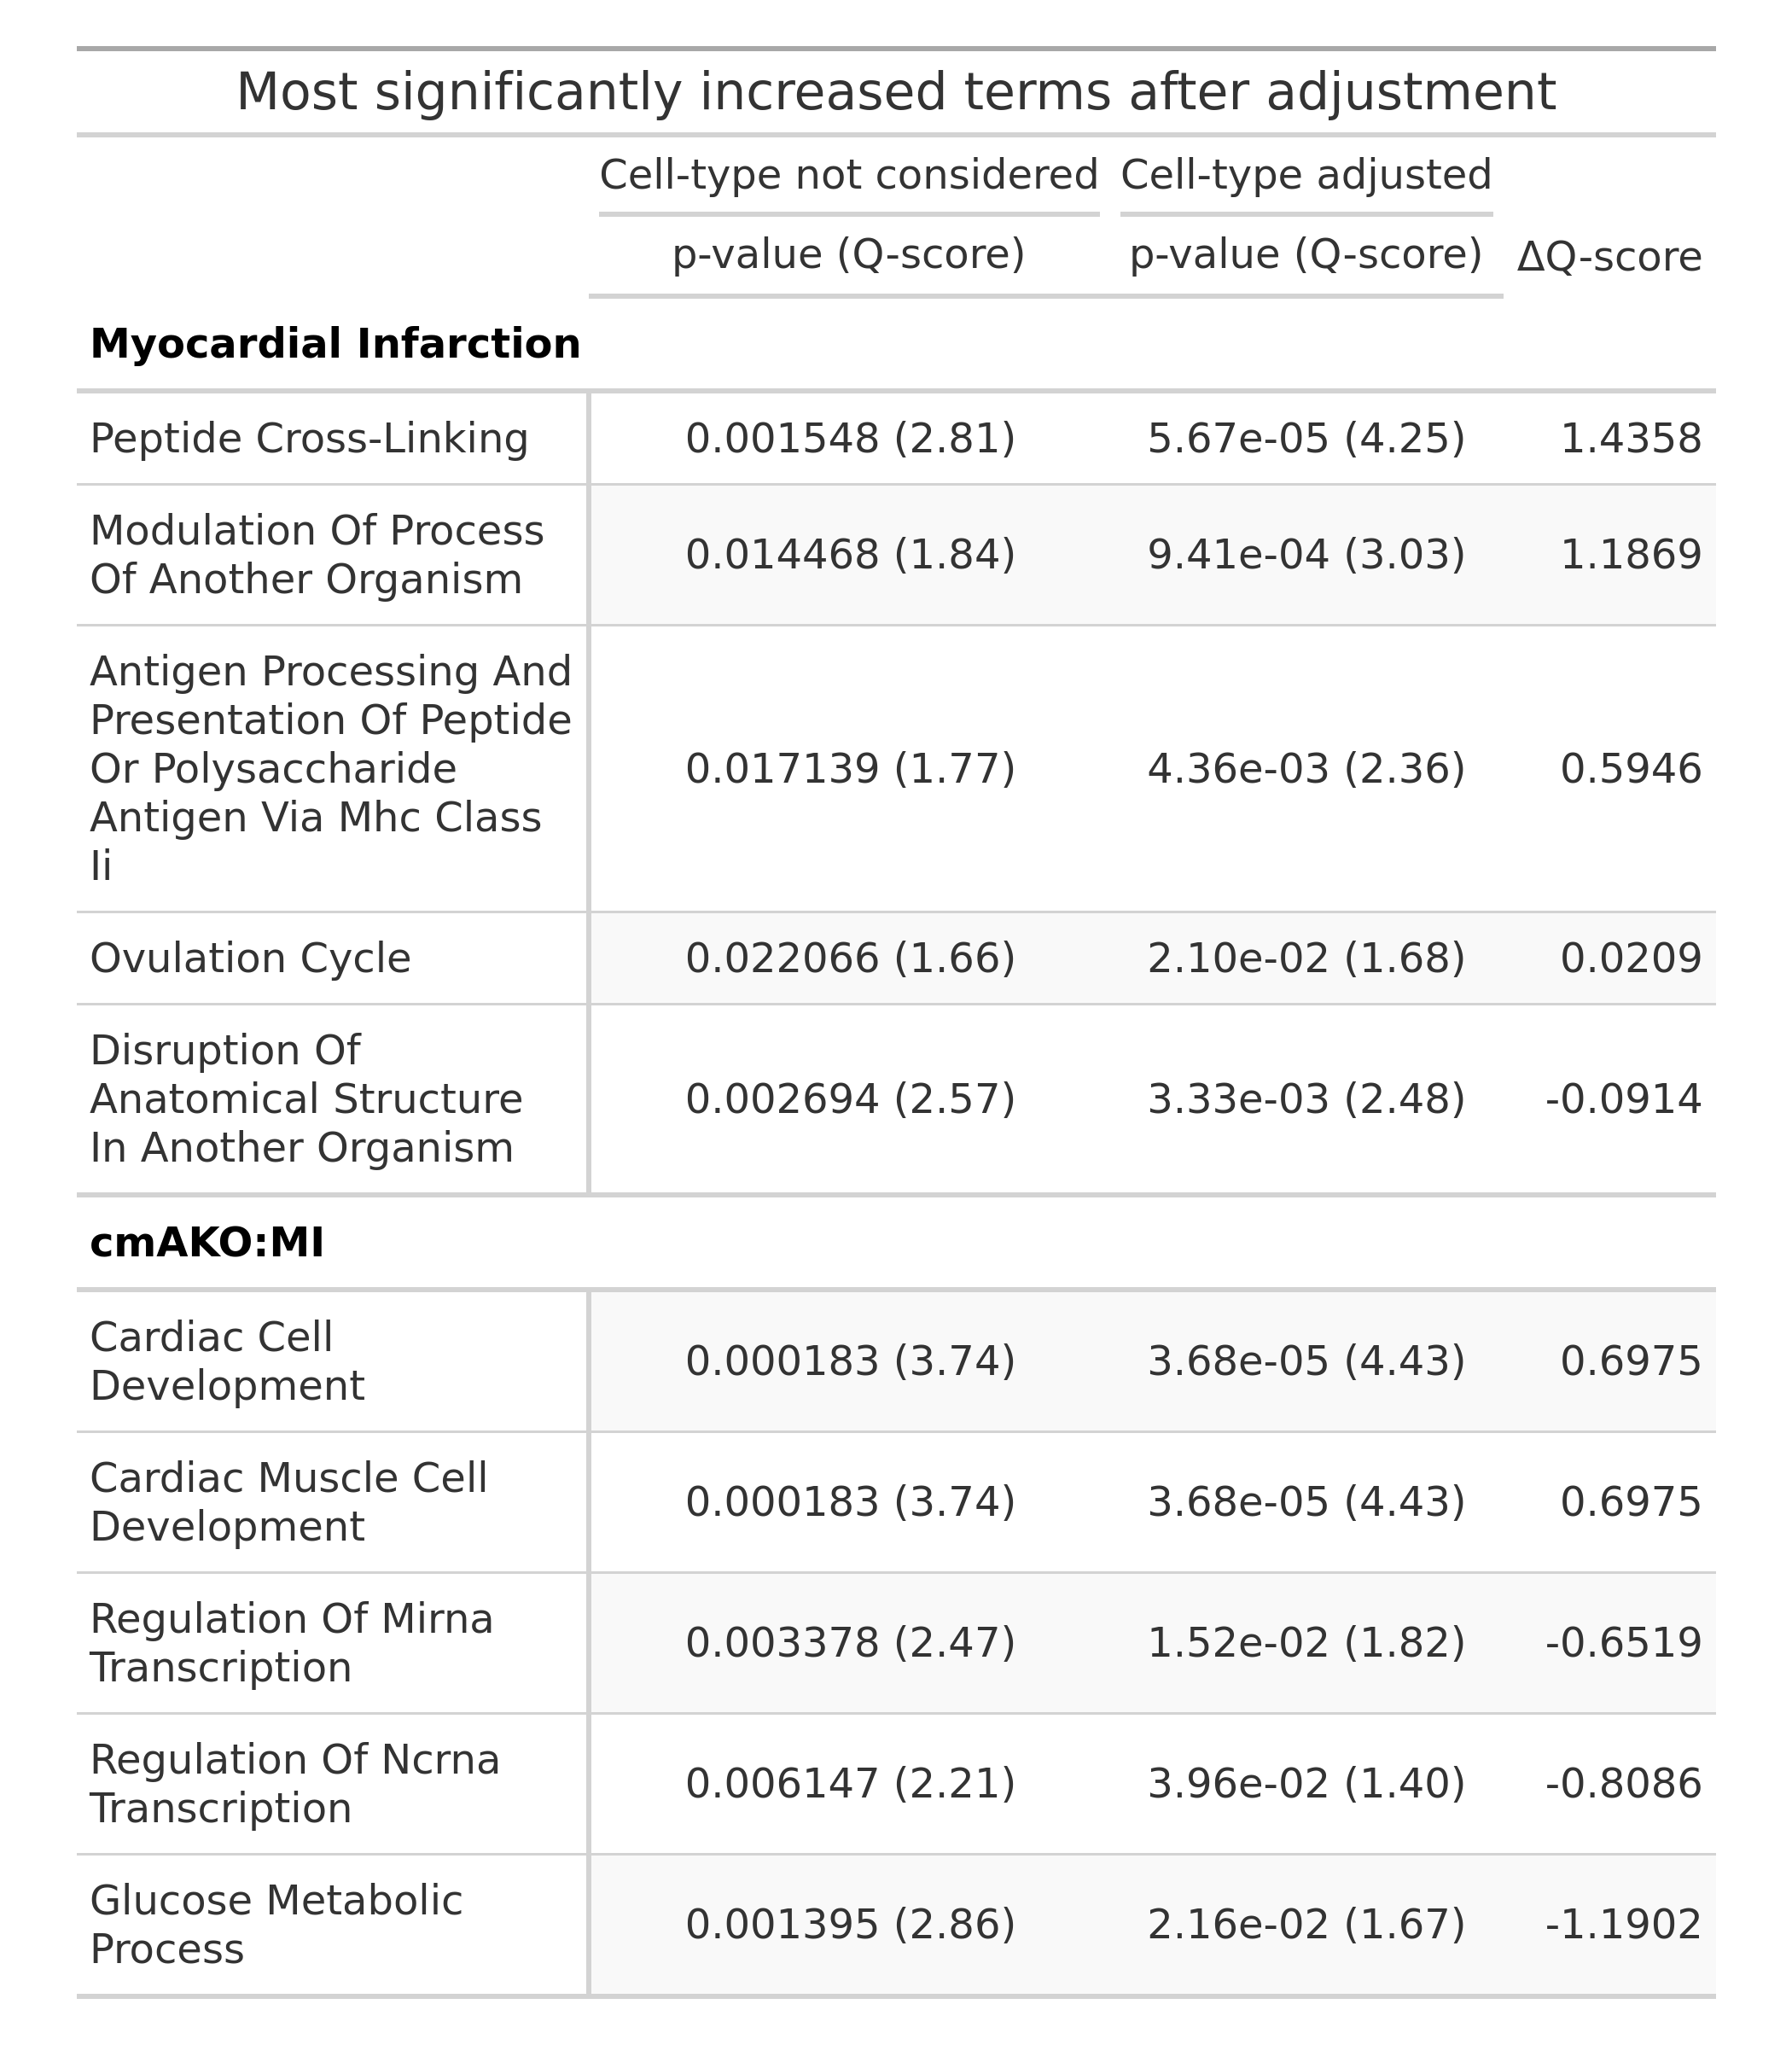 Most significantly increased terms after adjustment
Cell-type not considered Cell-type adjusted
p-value (Q-score) p-value (Q-score) ΔQ-score
Myocardial Infarction
Peptide Cross-Linking 0.001548 (2.81) 5.67e-05 (4.25) 1.4358
Modulation Of Process
Of Another Organism 0.014468 (1.84) 9.41e-04 (3.03) 1.1869
Antigen Processing And
Presentation Of Peptide
Or Polysaccharide 0.017139 (1.77) 4.36e-03 (2.36) 0.5946
Antigen Via Mhc Class
Ii
Ovulation Cycle 0.022066 (1.66) 2.10e-02 (1.68) 0.0209
Disruption Of
Anatomical Structure 0.002694 (2.57) 3.33e-03 (2.48) -0.0914
In Another Organism
cmAKO:MI
Cardiac Cell
Development 0.000183 (3.74) 3.68e-05 (4.43) 0.6975
Cardiac Muscle Cell
Development 0.000183 (3.74) 3.68e-05 (4.43) 0.6975
Regulation Of Mirna
Transcription 0.003378 (2.47) 1.52e-02 (1.82) -0.6519
Regulation Of Ncrna
Transcription 0.006147 (2.21) 3.96e-02 (1.40) -0.8086
Glucose Metabolic
Process 0.001395 (2.86) 2.16e-02 (1.67) -1.1902